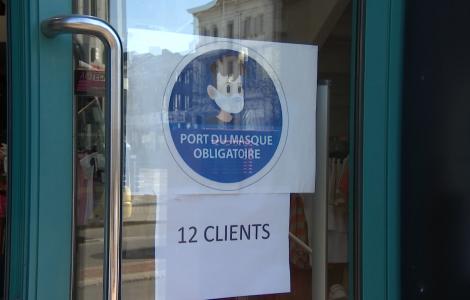 PORT DU MASQUE
OBLIGATOIRE
12 CLIENTS